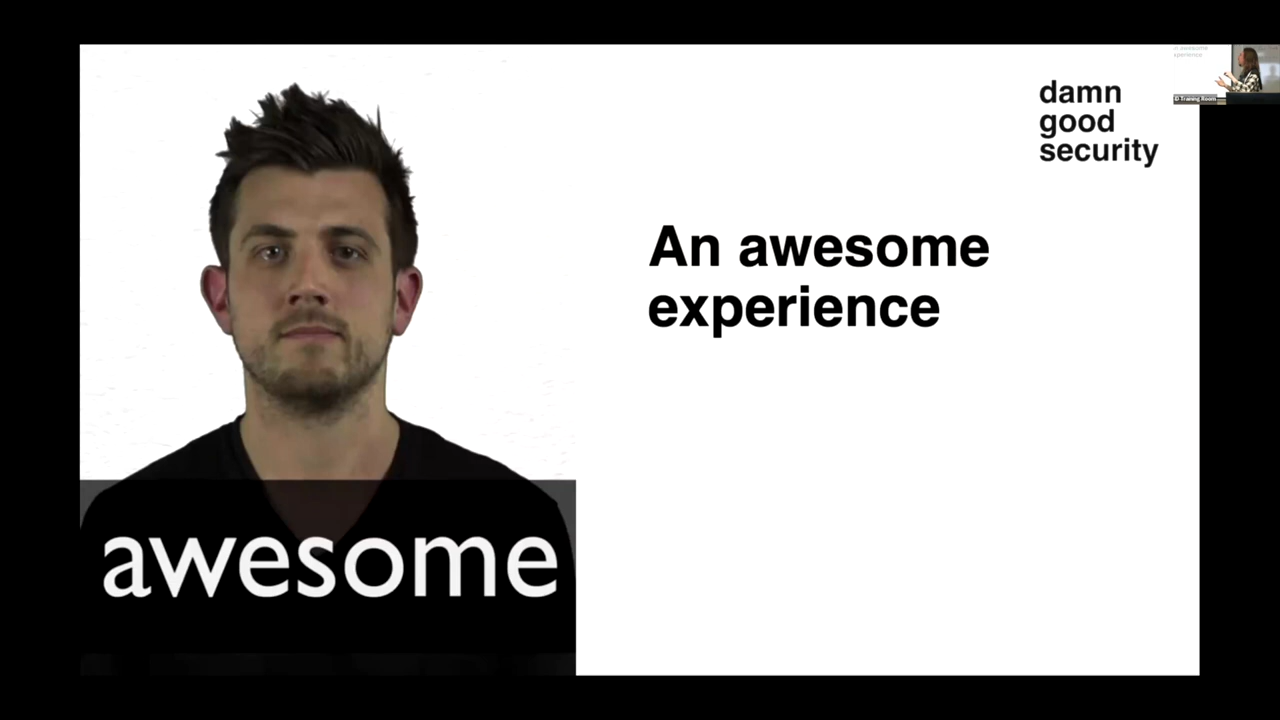 damn
good
security
An awesome
experience
awesome